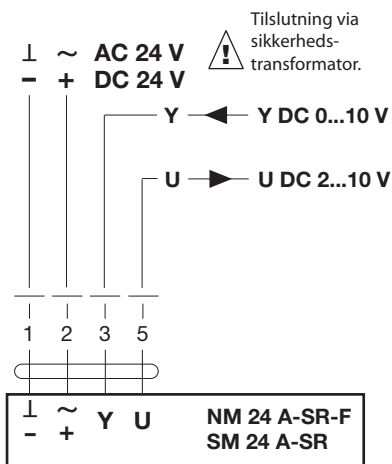 Tilslutning via
sikkerheds-
transformator.
⊥ ~ AC 24 V
– + DC 24 V
Y Y DC 0...10 V
U U DC 2...10 V
1 2 3 5
⊥ ~ Y U NM 24 A-SR-F
– + SM 24 A-SR